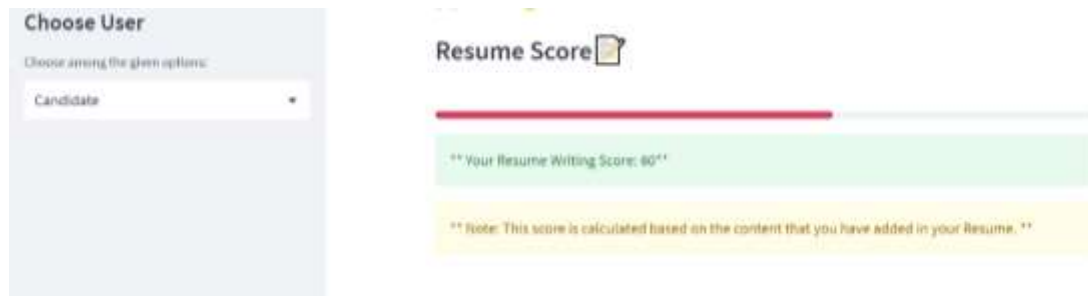 Choose User
Choose among the given options:
Candidate
Resume Score
** Your Resume Writing Score: 60**
** Note: This score is calculated based on the content that you have added in your Resume. **